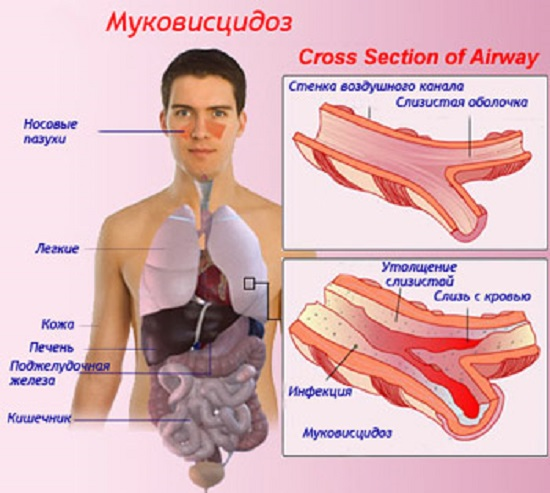 Муковисцидоз
Cross Section of Airway
Стенка воздушного канала
Слизистая оболочка
Носовые
пазухи
Легкие
Кожа
Печень
Поджелудочная
железа
Кишечник
Утолщение
слизистой
Слизь с кровью
Инфекция
Муковисцидоз